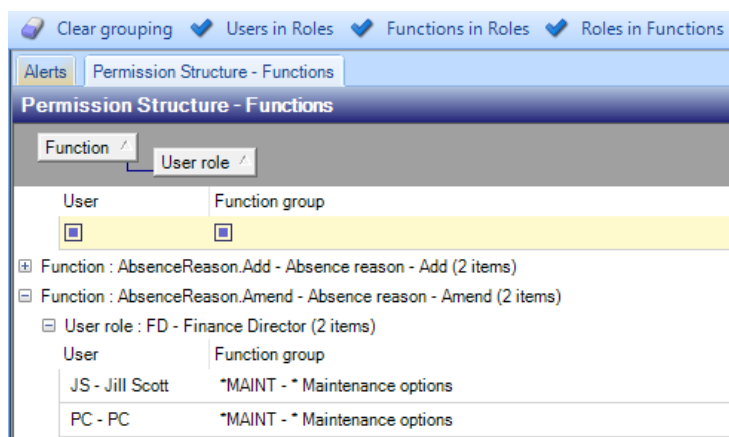 Clear grouping Users in Roles Functions in Roles Roles in Functions
Alerts Permission Structure - Functions
Permission Structure - Functions
Function
User role
User Function group
Function : AbsenceReason.Add - Absence reason - Add (2 items)
Function : AbsenceReason.Amend - Absence reason - Amend (2 items)
User role : FD - Finance Director (2 items)
User Function group
JS - Jill Scott *MAINT - * Maintenance options
PC - PC *MAINT - * Maintenance options